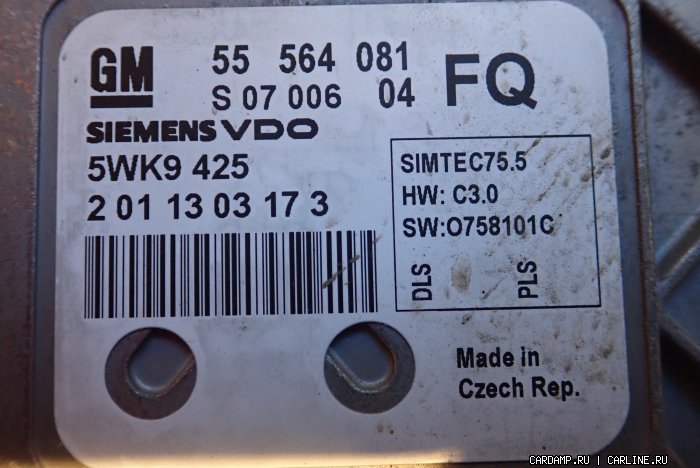 GM 55 564 081 FQ
S 07 006 04
SIEMENS VDO
5WK9 425
2 01 13 03 17 3
SIMTEC75.5
HW: C3.0
SW:O758101C
DLS PLS
Made in
Czech Rep.
CARDAMP.RU | CARLINE.RU